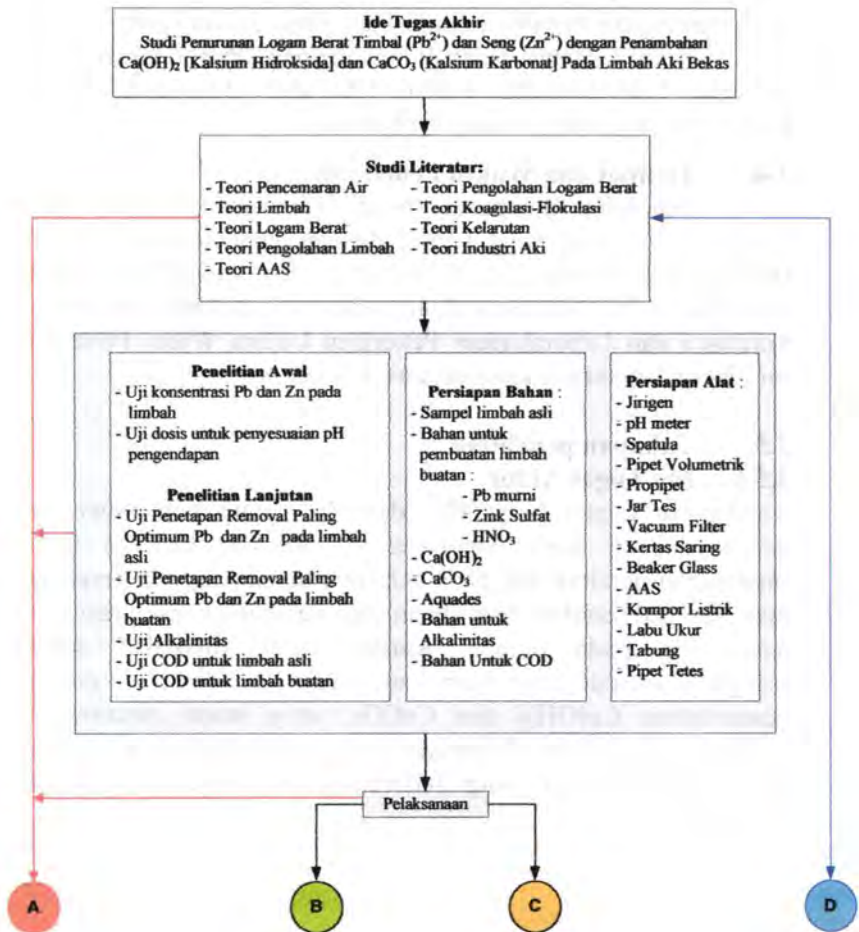 Ide Tugas Akhir
Studi Penurunan Logam Berat Timbal (Pb²⁺) dan Seng (Zn²⁺) dengan Penambahan
Ca(OH)₂ [Kalsium Hidroksida] dan CaCO₃ (Kalsium Karbonat] Pada Limbah Aki Bekas
Studi Literatur:
- Teori Pencemaran Air
- Teori Limbah
- Teori Logam Berat
- Teori Pengolahan Limbah
- Teori AAS
- Teori Pengolahan Logam Berat
- Teori Koagulasi-Flokulasi
- Teori Kelarutan
- Teori Industri Aki
Penelitian Awal
- Uji konsentrasi Pb dan Zn pada
limbah
- Uji dosis untuk penyesuaian pH
pengendapan
Penelitian Lanjutan
- Uji Penetapan Removal Paling
Optimum Pb dan Zn pada limbah
asli
- Uji Penetapan Removal Paling
Optimum Pb dan Zn pada limbah
buatan
- Uji Alkalinitas
- Uji COD untuk limbah asli
- Uji COD untuk limbah buatan
Persiapan Bahan :
- Sampel limbah asli
- Bahan untuk
pembuatan limbah
buatan :
- Pb murni
- Zink Sulfat
- HNO₃
- Ca(OH)₂
- CaCO₃
- Aquades
- Bahan untuk
Alkalinitas
- Bahan Untuk COD
Persiapan Alat :
- Jirigen
- pH meter
- Spatula
- Pipet Volumetrik
- Propipet
- Jar Tes
- Vacuum Filter
- Kertas Saring
- Beaker Glass
- AAS
- Kompor Listrik
- Labu Ukur
- Tabung
- Pipet Tetes
Pelaksanaan
A
B
C
D